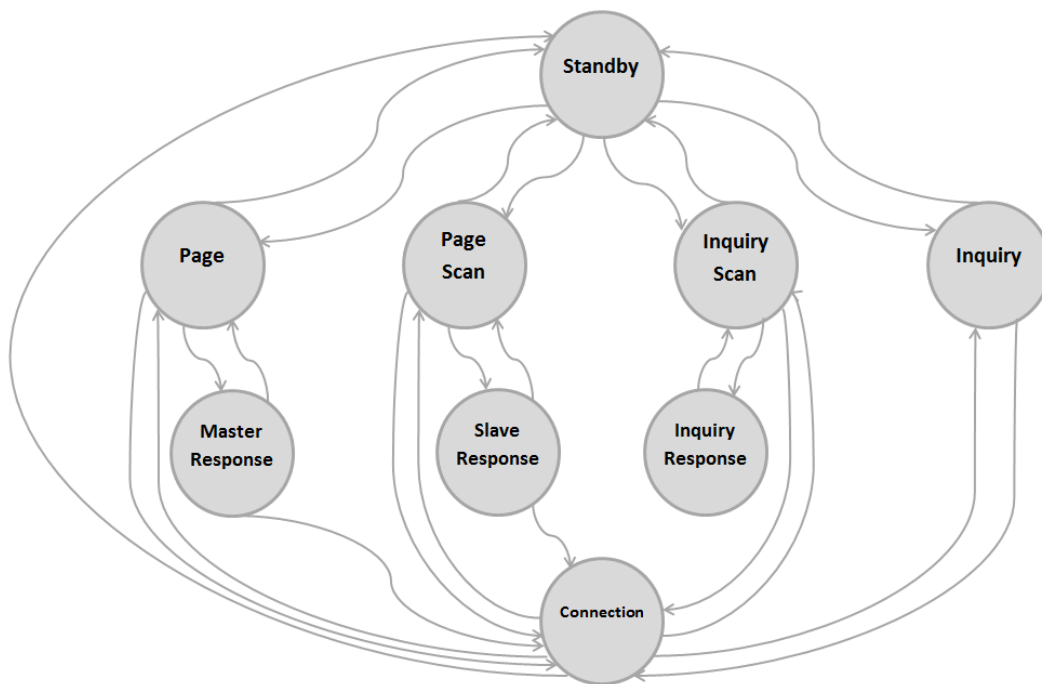 Standby
Page
Page
Scan
Inquiry
Scan
Inquiry
Master
Response
Slave
Response
Inquiry
Response
Connection